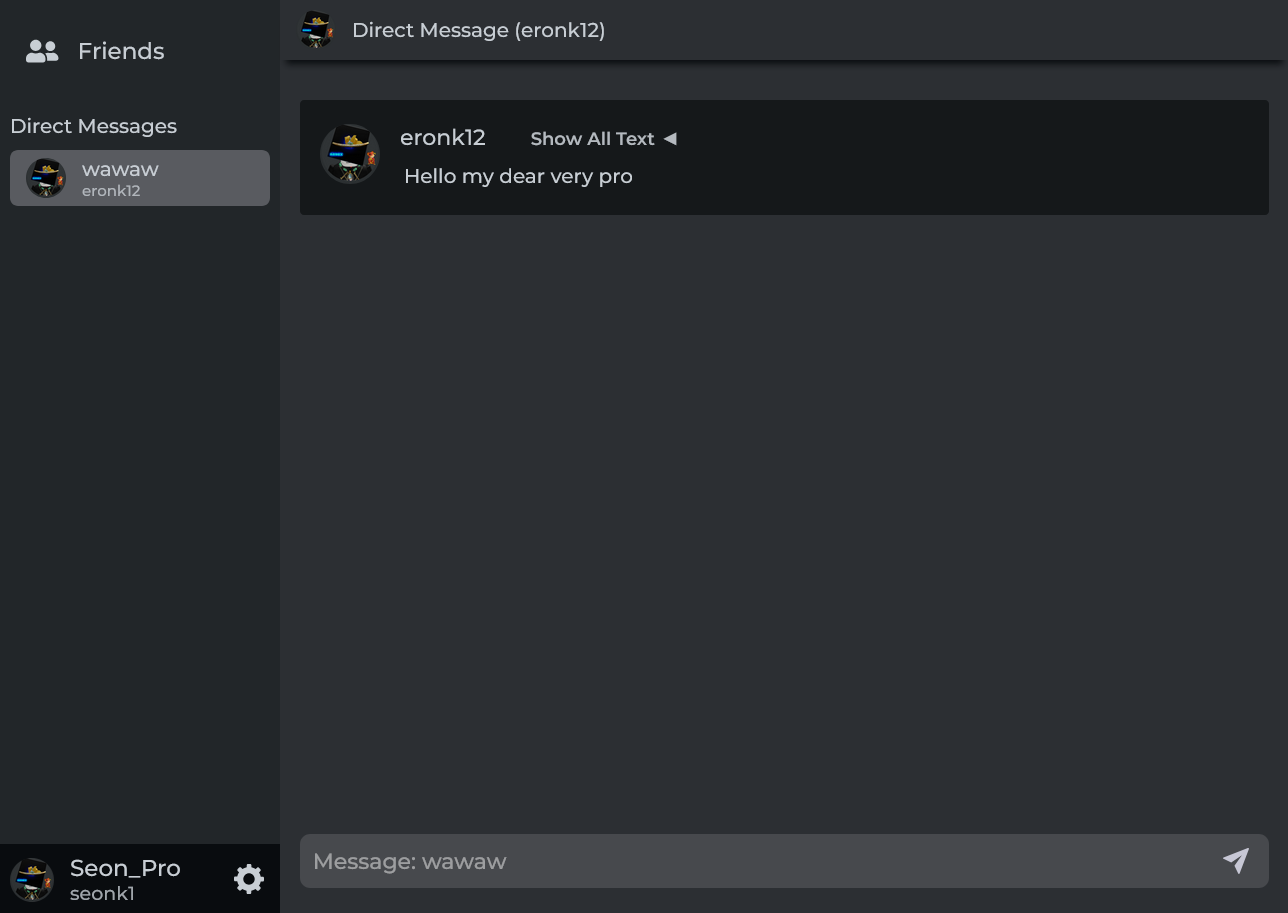 Friends
Direct Messages
wawaw
eronk12
Seon_Pro
seonk1
Direct Message (eronk12)
eronk12 Show All Text ◀
Hello my dear very pro
Message: wawaw